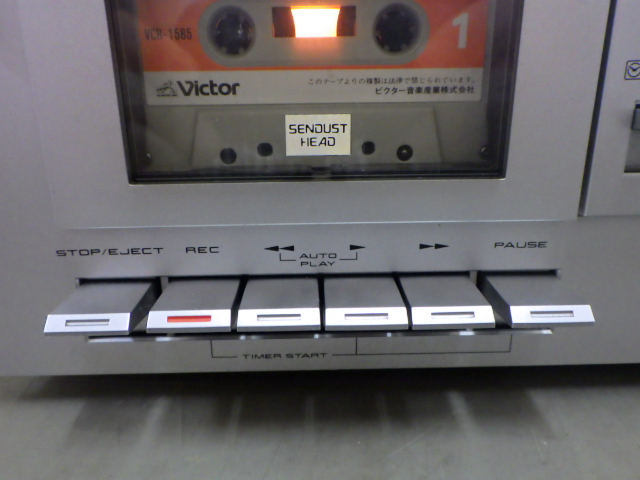 VCR-1585
1
Victor
このテープよりの複製は法律で禁じられています。
ビクター音楽産業株式会社
SENDUST
HEAD
STOP/EJECT REC AUTO PLAY PAUSE
TIMER START